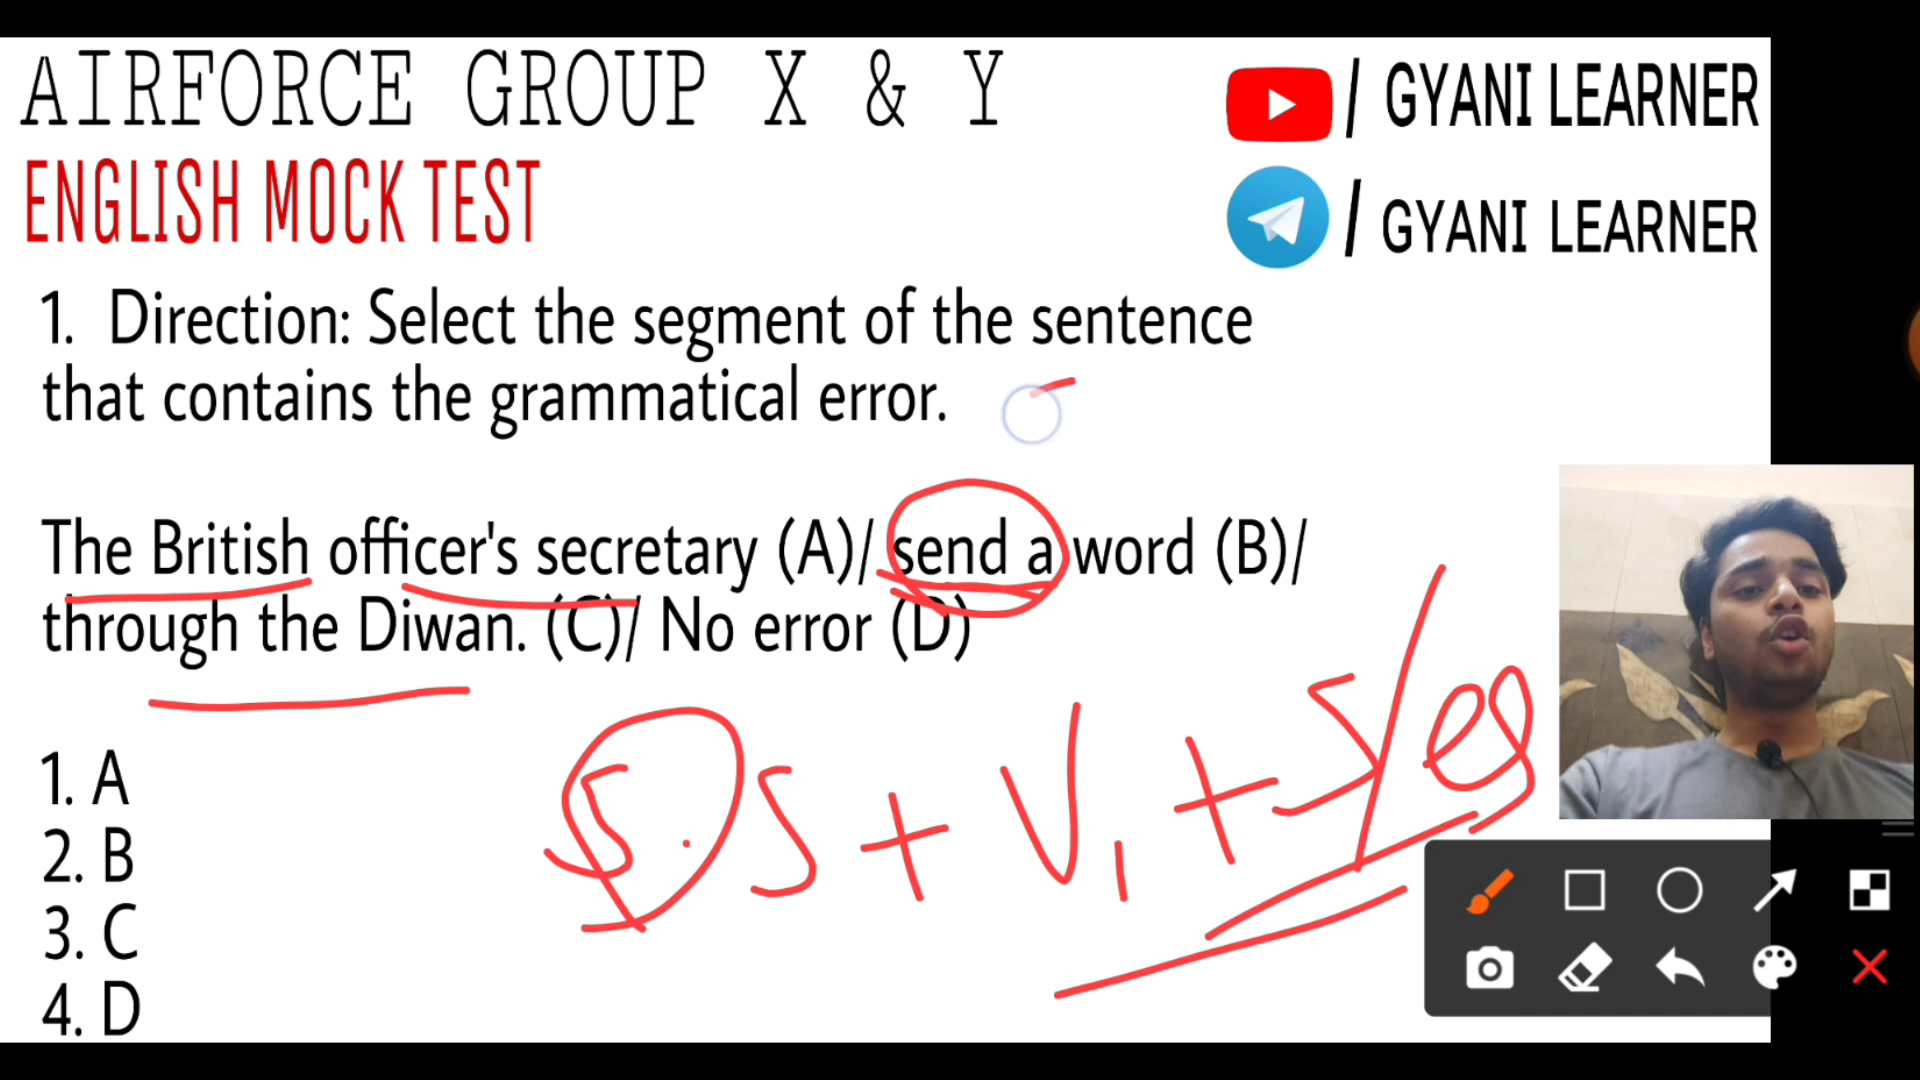 AIRFORCE GROUP X & Y
/ GYANI LEARNER
ENGLISH MOCK TEST
/ GYANI LEARNER
1. Direction: Select the segment of the sentence
that contains the grammatical error.
The British officer's secretary (A)/ send a word (B)/
through the Diwan. (C)/ No error (D)
S. S + V1 + s/es
1. A
2. B
3. C
4. D